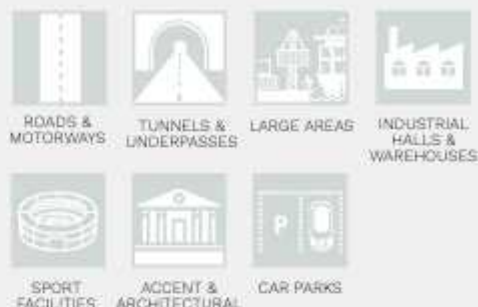 ROADS &
MOTORWAYS
TUNNELS &
UNDERPASSES
LARGE AREAS
INDUSTRIAL
HALLS &
WAREHOUSES
SPORT
FACILITIES
ACCENT &
ARCHITECTURAL
P
CAR PARKS